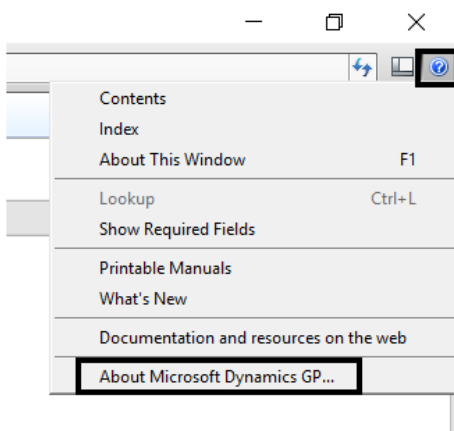 Contents
Index
About This Window F1
Lookup Ctrl+L
Show Required Fields
Printable Manuals
What's New
Documentation and resources on the web
About Microsoft Dynamics GP...